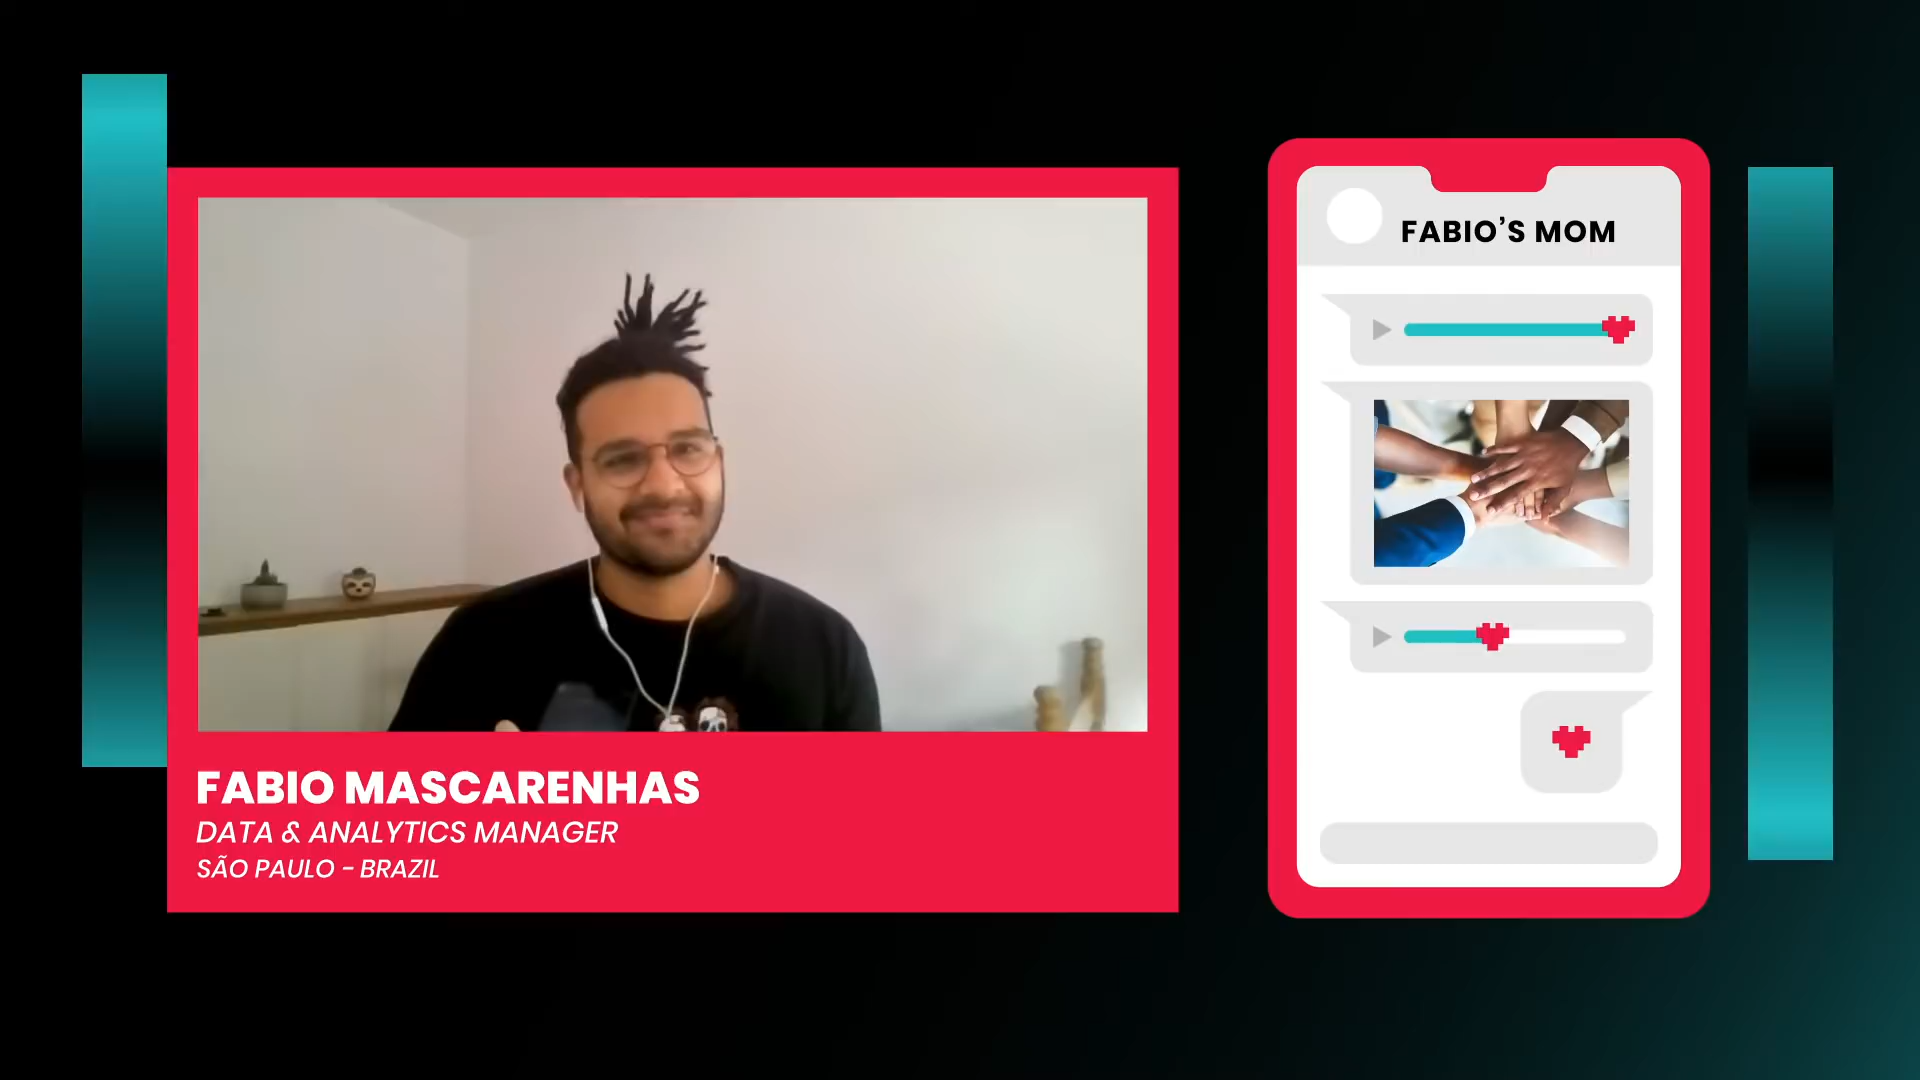 FABIO'S MOM
FABIO MASCARENHAS
DATA & ANALYTICS MANAGER
SÃO PAULO - BRAZIL